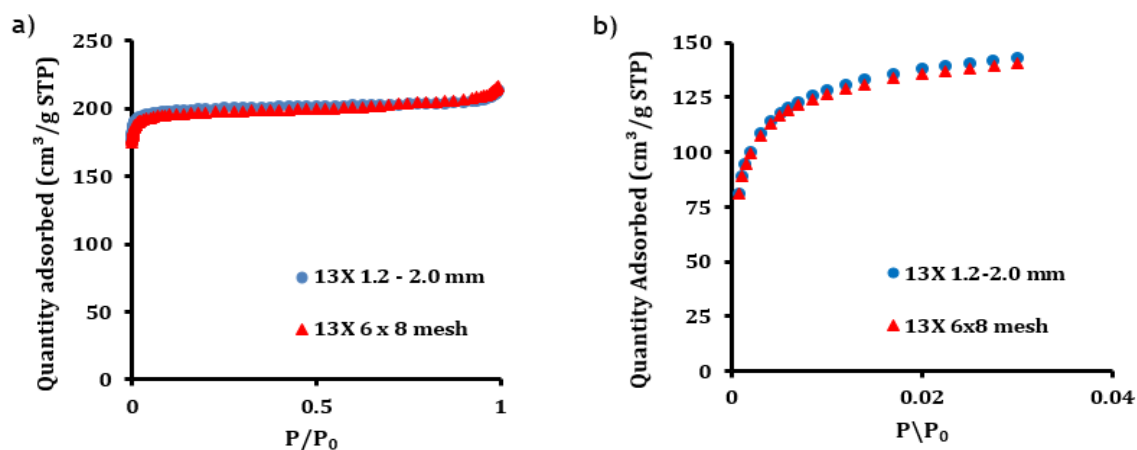 a)
Quantity adsorbed (cm³/g STP)
250
200
150
100
50
0
13X 1.2 - 2.0 mm
13X 6 x 8 mesh
0
0.5
1
P/P₀
b)
Quantity Adsorbed (cm³/g STP)
150
125
100
75
50
25
0
13X 1.2-2.0 mm
13X 6x8 mesh
0
0.02
0.04
P\P₀